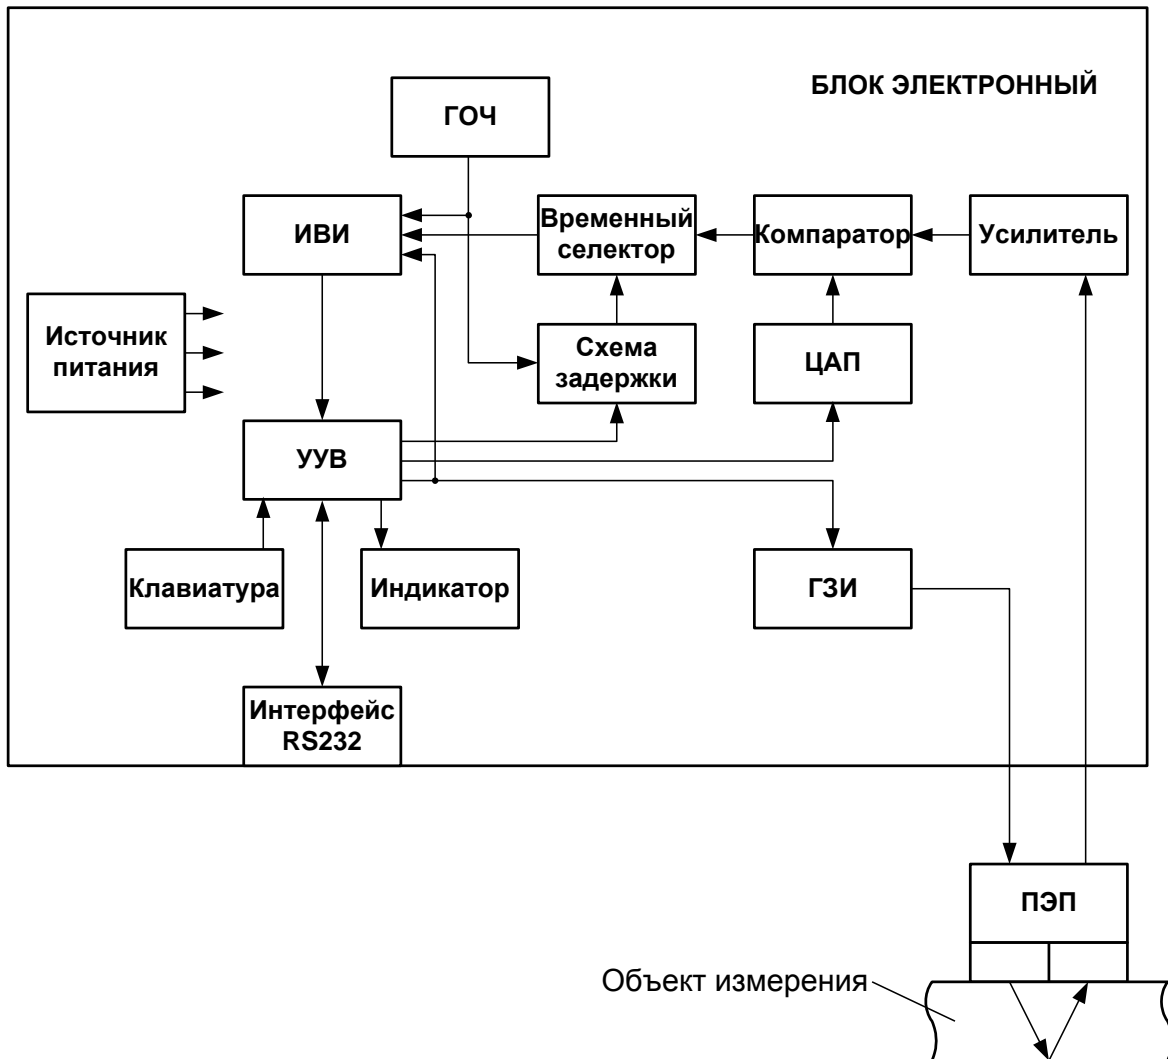 БЛОК ЭЛЕКТРОННЫЙ
ГОЧ
ИВИ
Временный
селектор
Компаратор
Усилитель
Источник
питания
Схема
задержки
ЦАП
УУВ
Клавиатура
Индикатор
ГЗИ
Интерфейс
RS232
ПЭП
Объект измерения